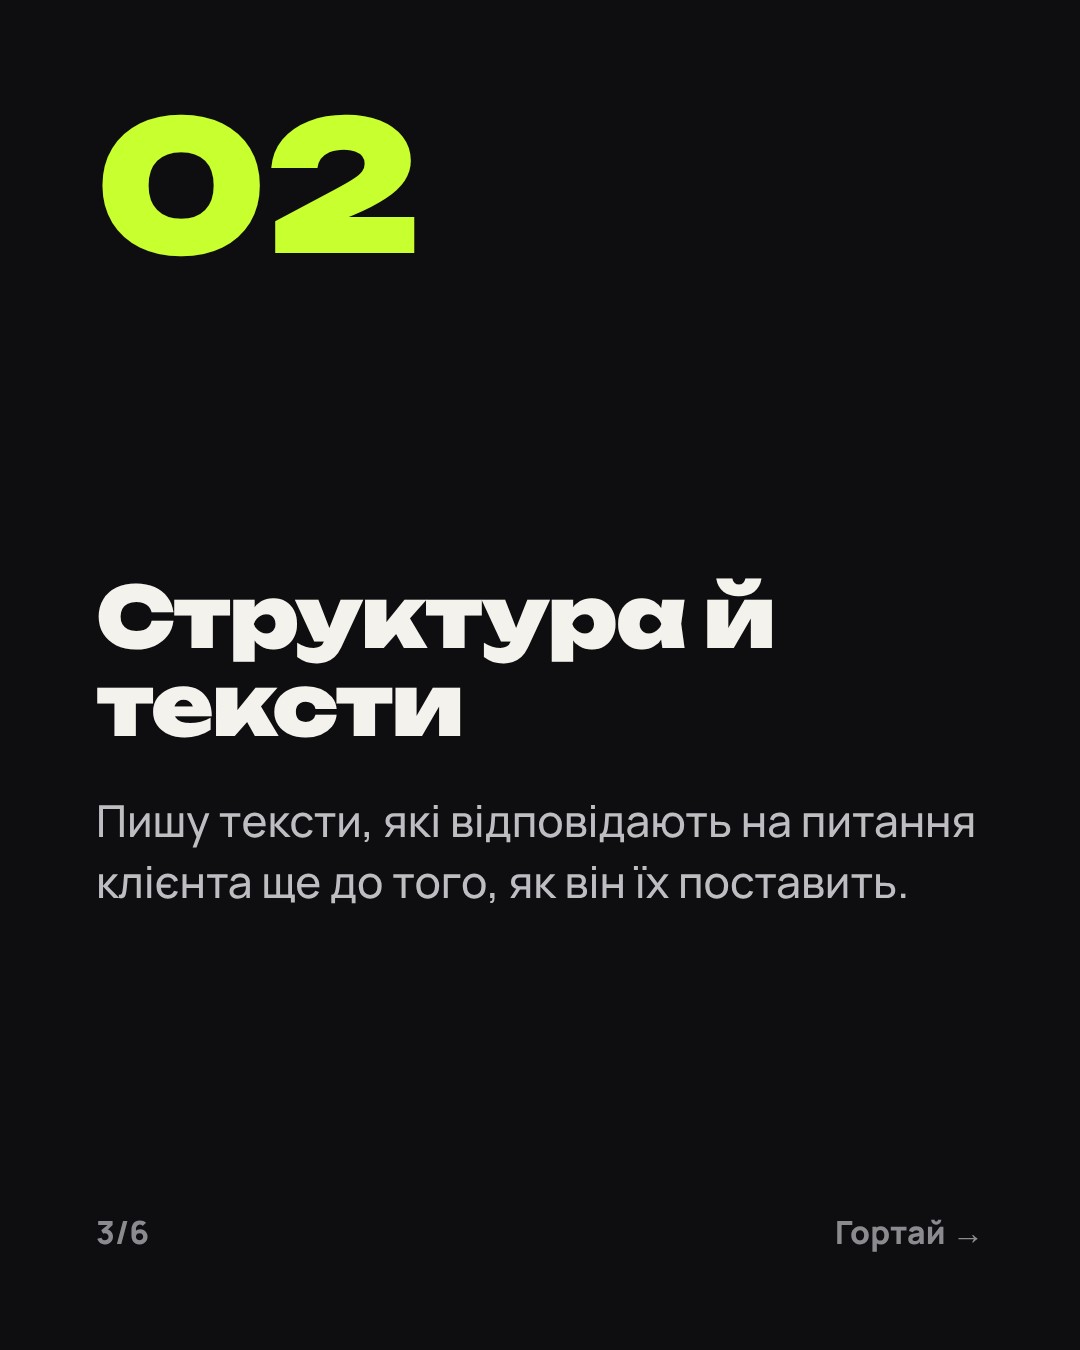 02
Структура й
тексти
Пишу тексти, які відповідають на питання
клієнта ще до того, як він їх поставить.
3/6
Гортай →